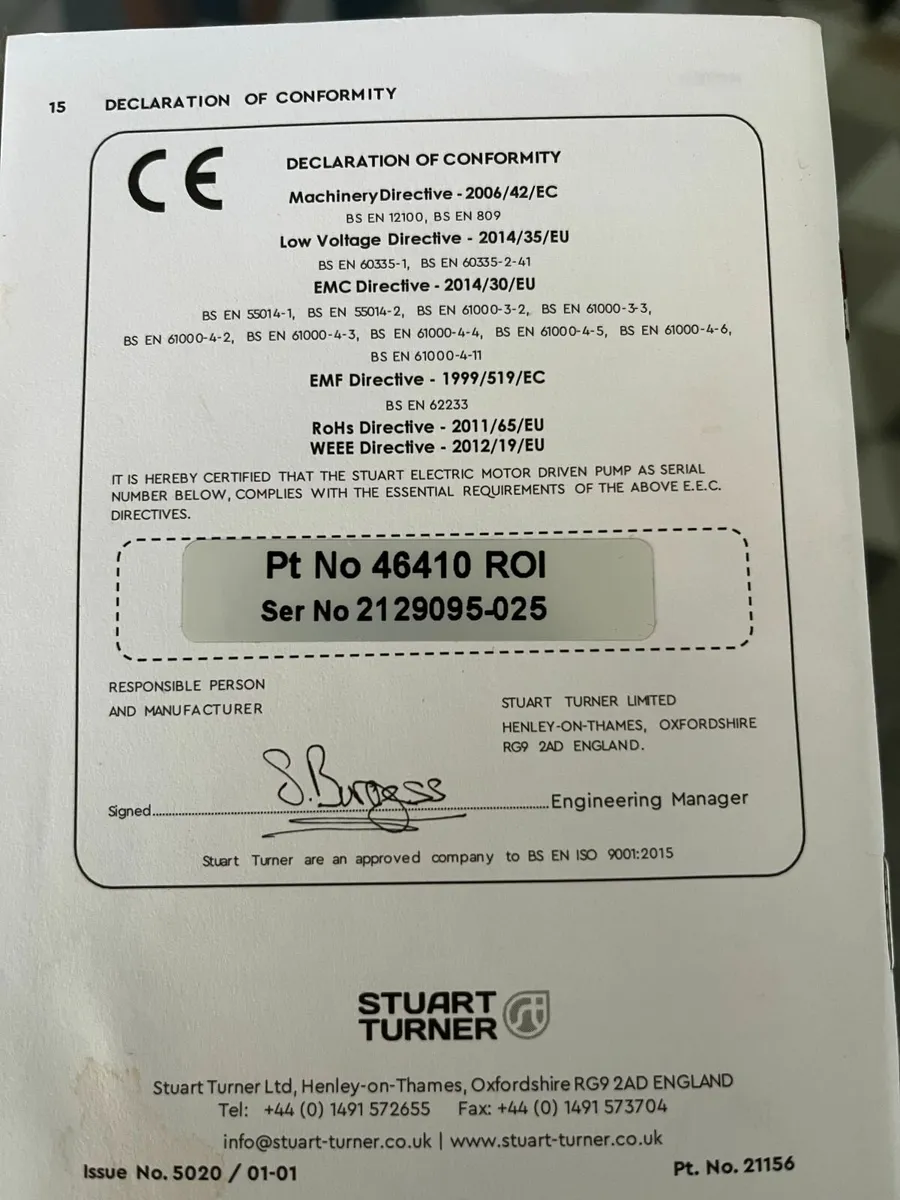 15 DECLARATION OF CONFORMITY
CE
DECLARATION OF CONFORMITY
Machinery Directive - 2006/42/EC
BS EN 12100, BS EN 809
Low Voltage Directive - 2014/35/EU
BS EN 60335-1, BS EN 60335-2-41
EMC Directive - 2014/30/EU
BS EN 55014-1, BS EN 55014-2, BS EN 61000-3-2, BS EN 61000-3-3,
BS EN 61000-4-2, BS EN 61000-4-3, BS EN 61000-4-4, BS EN 61000-4-5, BS EN 61000-4-6,
BS EN 61000-4-11
EMF Directive - 1999/519/EC
BS EN 62233
RoHs Directive - 2011/65/EU
WEEE Directive - 2012/19/EU
IT IS HEREBY CERTIFIED THAT THE STUART ELECTRIC MOTOR DRIVEN PUMP AS SERIAL
NUMBER BELOW, COMPLIES WITH THE ESSENTIAL REQUIREMENTS OF THE ABOVE E.E.C.
DIRECTIVES.
Pt No 46410 ROI
Ser No 2129095-025
RESPONSIBLE PERSON
AND MANUFACTURER
STUART TURNER LIMITED
HENLEY-ON-THAMES, OXFORDSHIRE
RG9 2AD ENGLAND.
S. Burgess
Signed..........Engineering Manager
Stuart Turner are an approved company to BS EN ISO 9001:2015
STUART
TURNER
Stuart Turner Ltd, Henley-on-Thames, Oxfordshire RG9 2AD ENGLAND
Tel: +44 (0) 1491 572655 Fax: +44 (0) 1491 573704
info@stuart-turner.co.uk | www.stuart-turner.co.uk
Issue No. 5020 / 01-01 Pt. No. 21156